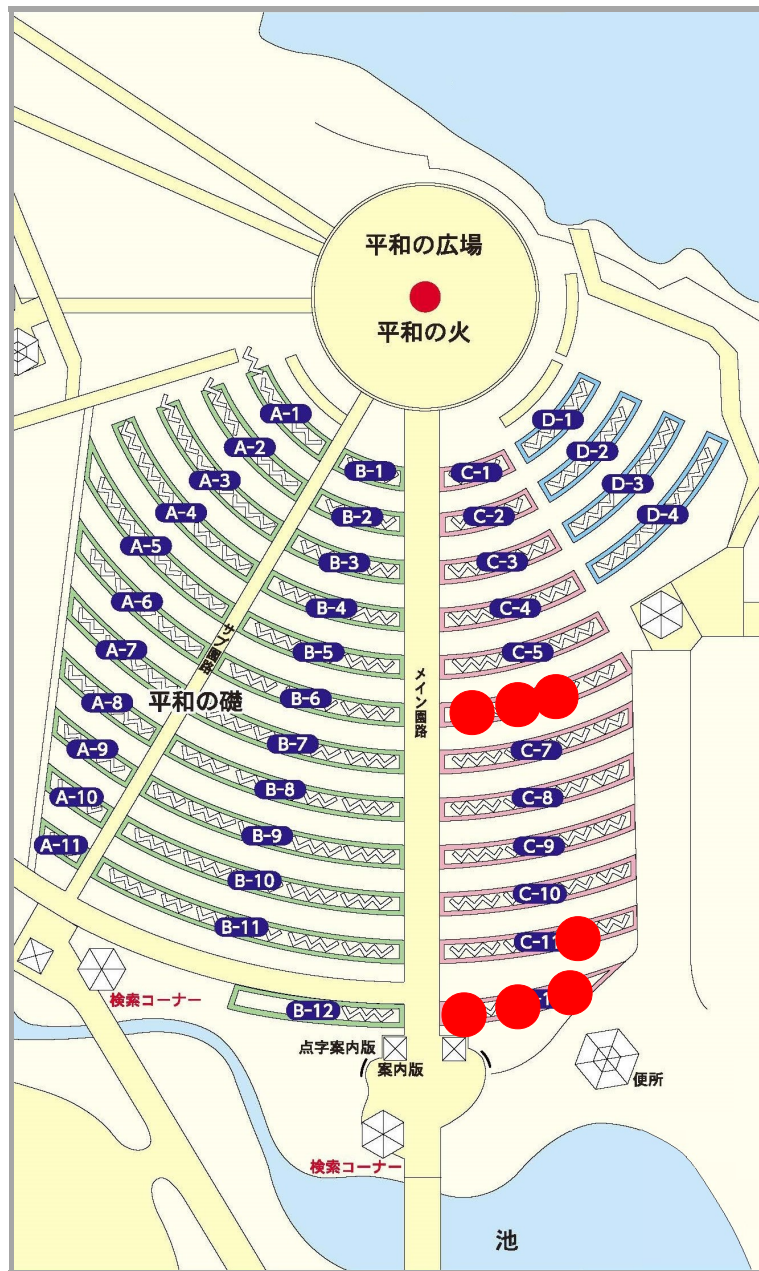 平和の広場
平和の火
A-1
A-2
A-3
A-4
A-5
A-6
A-7
A-8
A-9
A-10
A-11
B-1
B-2
B-3
B-4
B-5
B-6
B-7
B-8
B-9
B-10
B-11
B-12
C-1
C-2
C-3
C-4
C-5
C-7
C-8
C-9
C-10
C-11
D-1
D-2
D-3
D-4
サブ園路
メイン園路
平和の礎
検索コーナー
点字案内版
案内版
便所
検索コーナー
池